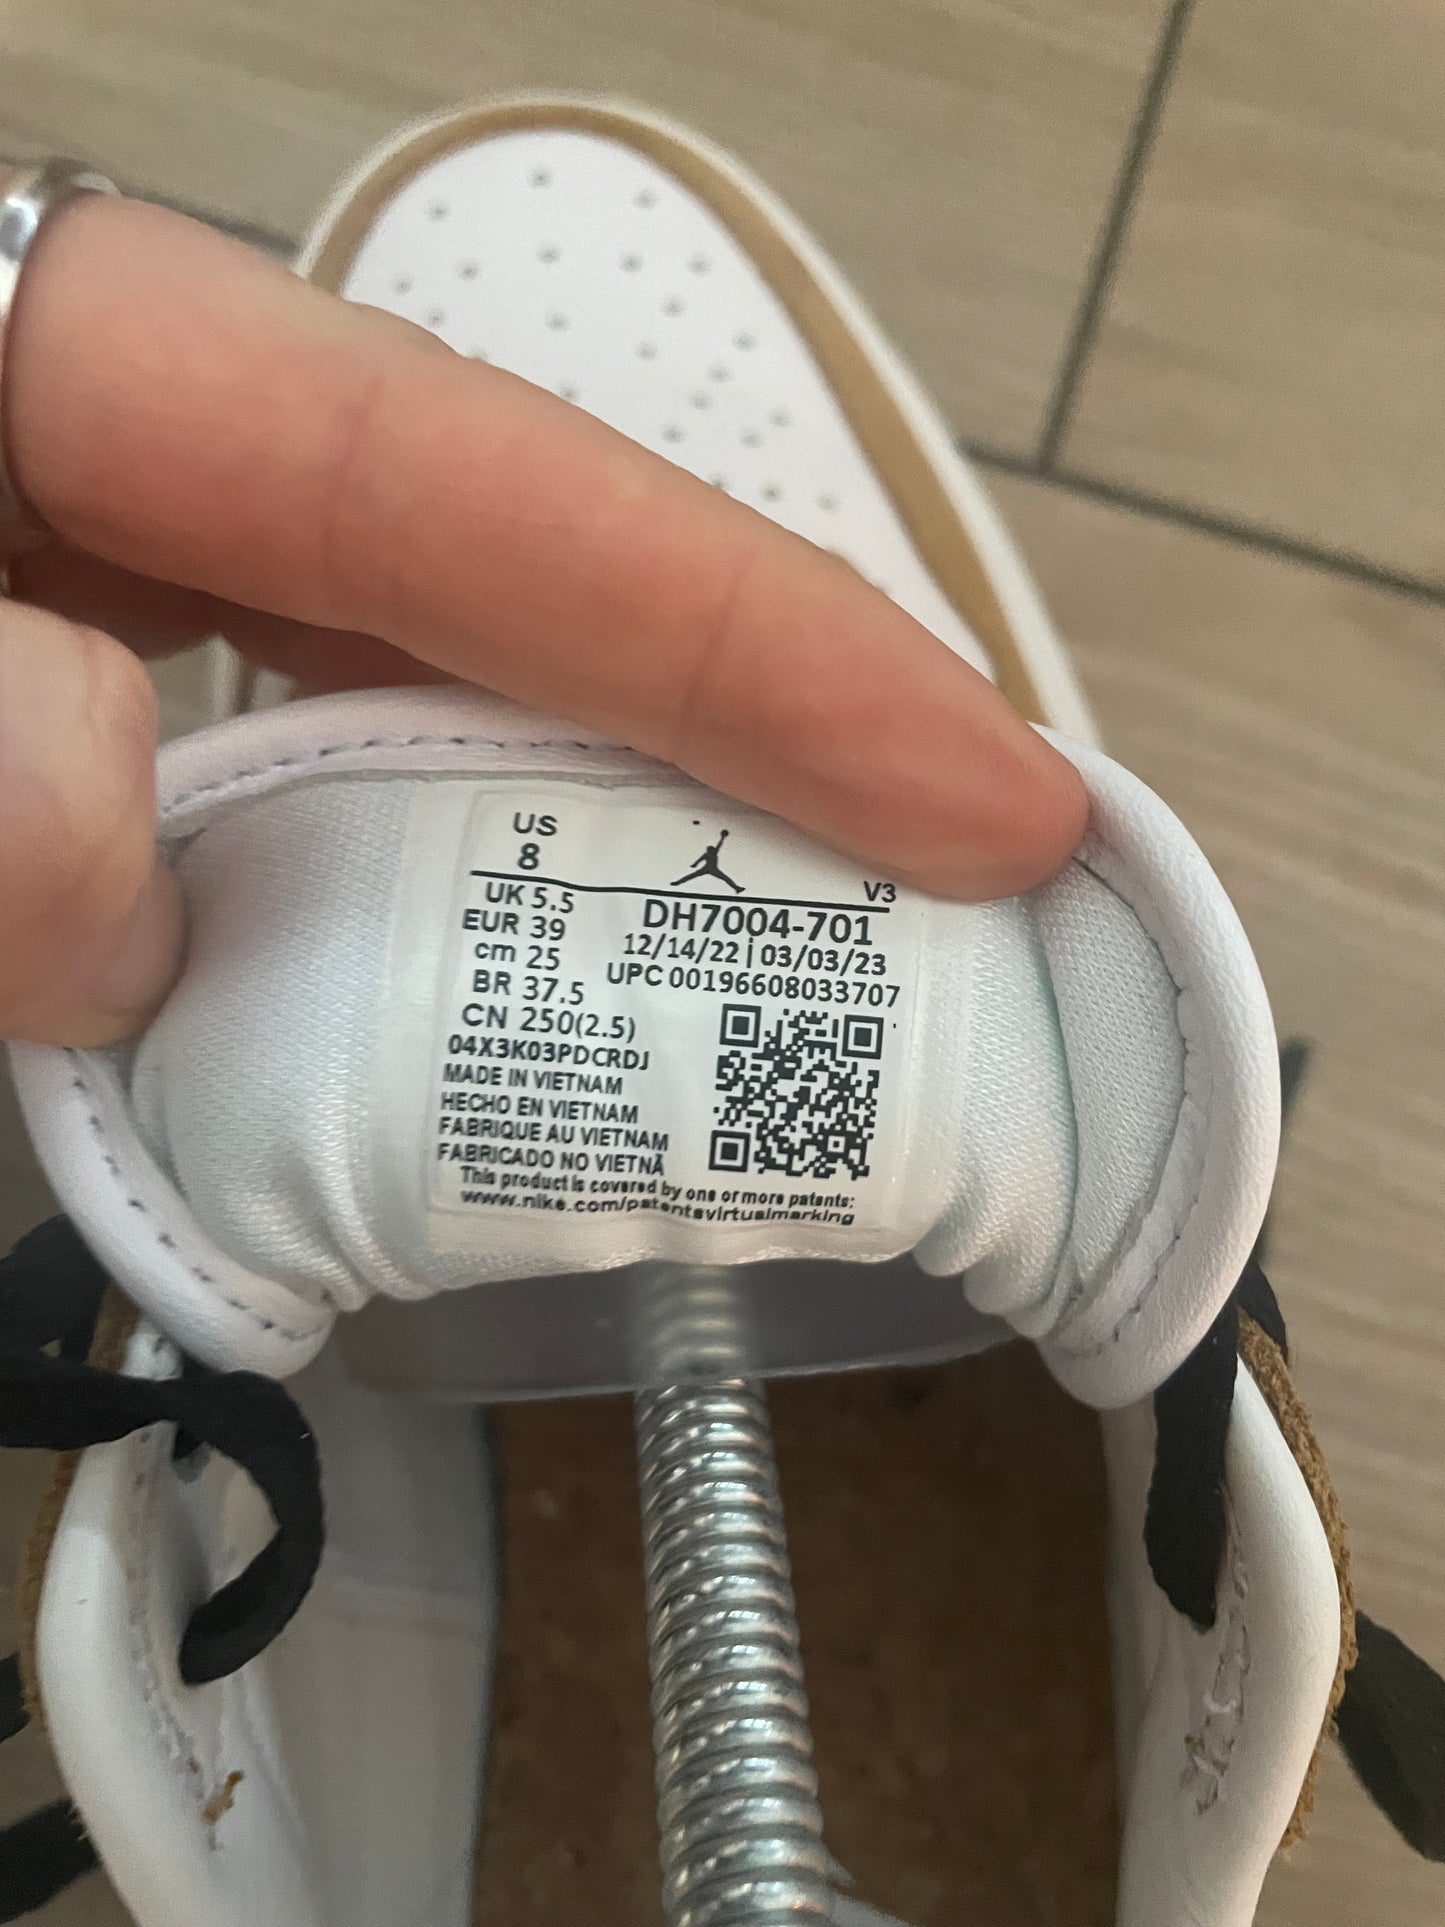 US
8
V3
UK 5.5
EUR 39
cm 25
BR 37.5
CN 250(2.5)
DH7004-701
12/14/22 | 03/03/23
UPC 00196608033707
04X3K03PDCRDJ
MADE IN VIETNAM
HECHO EN VIETNAM
FABRIQUE AU VIETNAM
FABRICADO NO VIETNÃ
This product is covered by one or more patents:
www.nike.com/patentsvirtualmarking